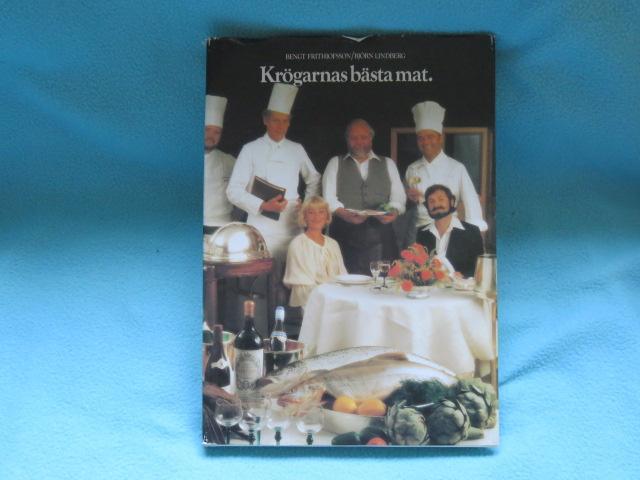 BENGT FRITHIOFSSON/BJÖRN LINDBERG
Krögarnas bästa mat.